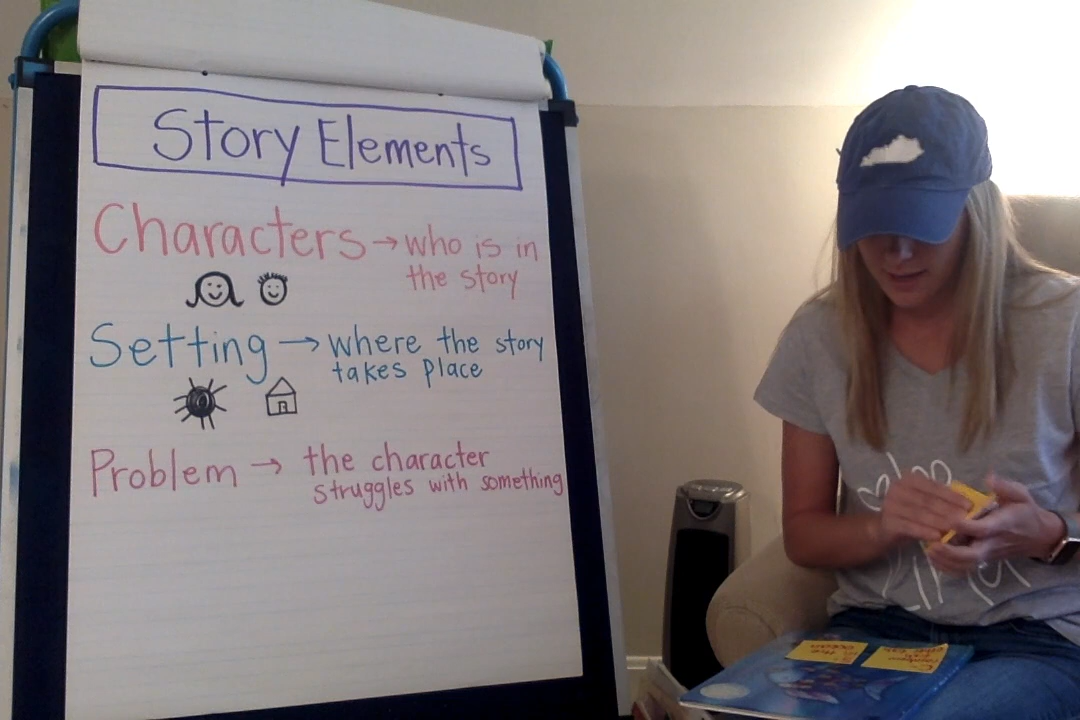 Story Elements
Characters → who is in
the story
Setting → where the story
takes place
Problem → the character
struggles with something